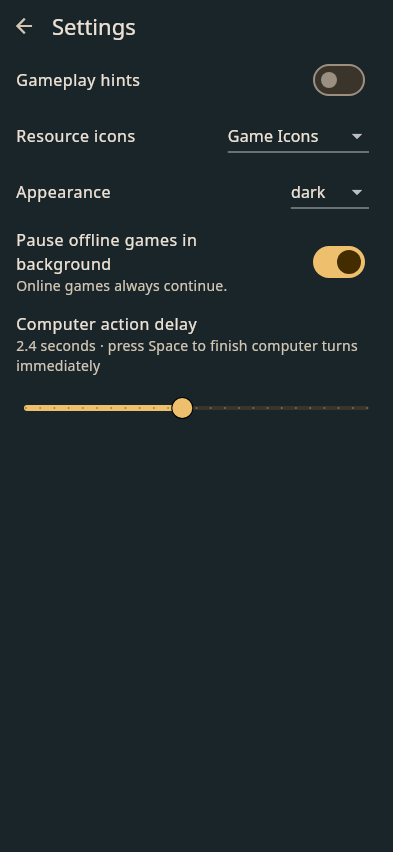 Settings
Gameplay hints
Resource icons
Game Icons
Appearance
dark
Pause offline games in
background
Online games always continue.
Computer action delay
2.4 seconds · press Space to finish computer turns
immediately